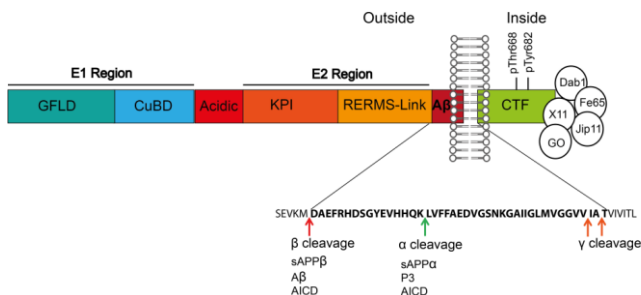 Outside
Inside
pThr668
pTyr682
E1 Region
E2 Region
GFLD
CuBD
Acidic
KPI
RERMS-Link
Aβ
CTF
Dab1
X11
Fe65
Jip11
GO
SEVKMDAEFRHDSGYEVHHQKLVFFAEDVGSNKGAIIGLMVGGVVIATVIVITL
β cleavage
sAPPβ
Aβ
AICD
α cleavage
sAPPα
P3
AICD
γ cleavage